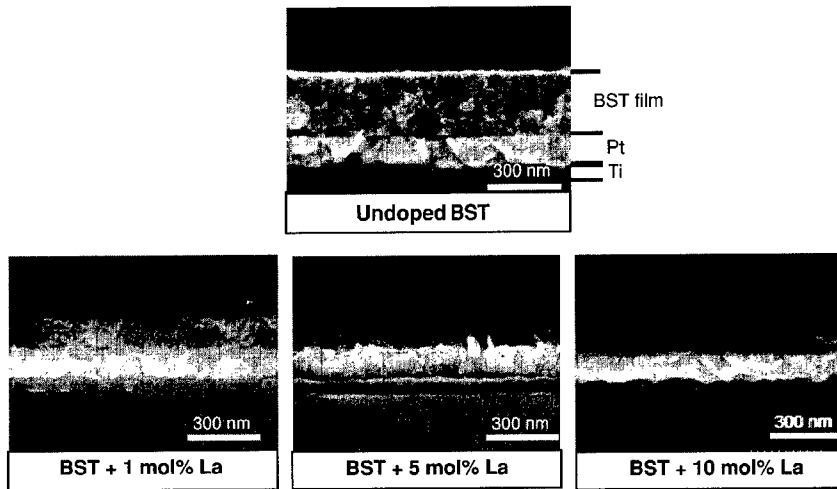 BST film
Pt
300 nm
Ti
Undoped BST
300 nm
300 nm
300 nm
BST + 1 mol% La
BST + 5 mol% La
BST + 10 mol% La